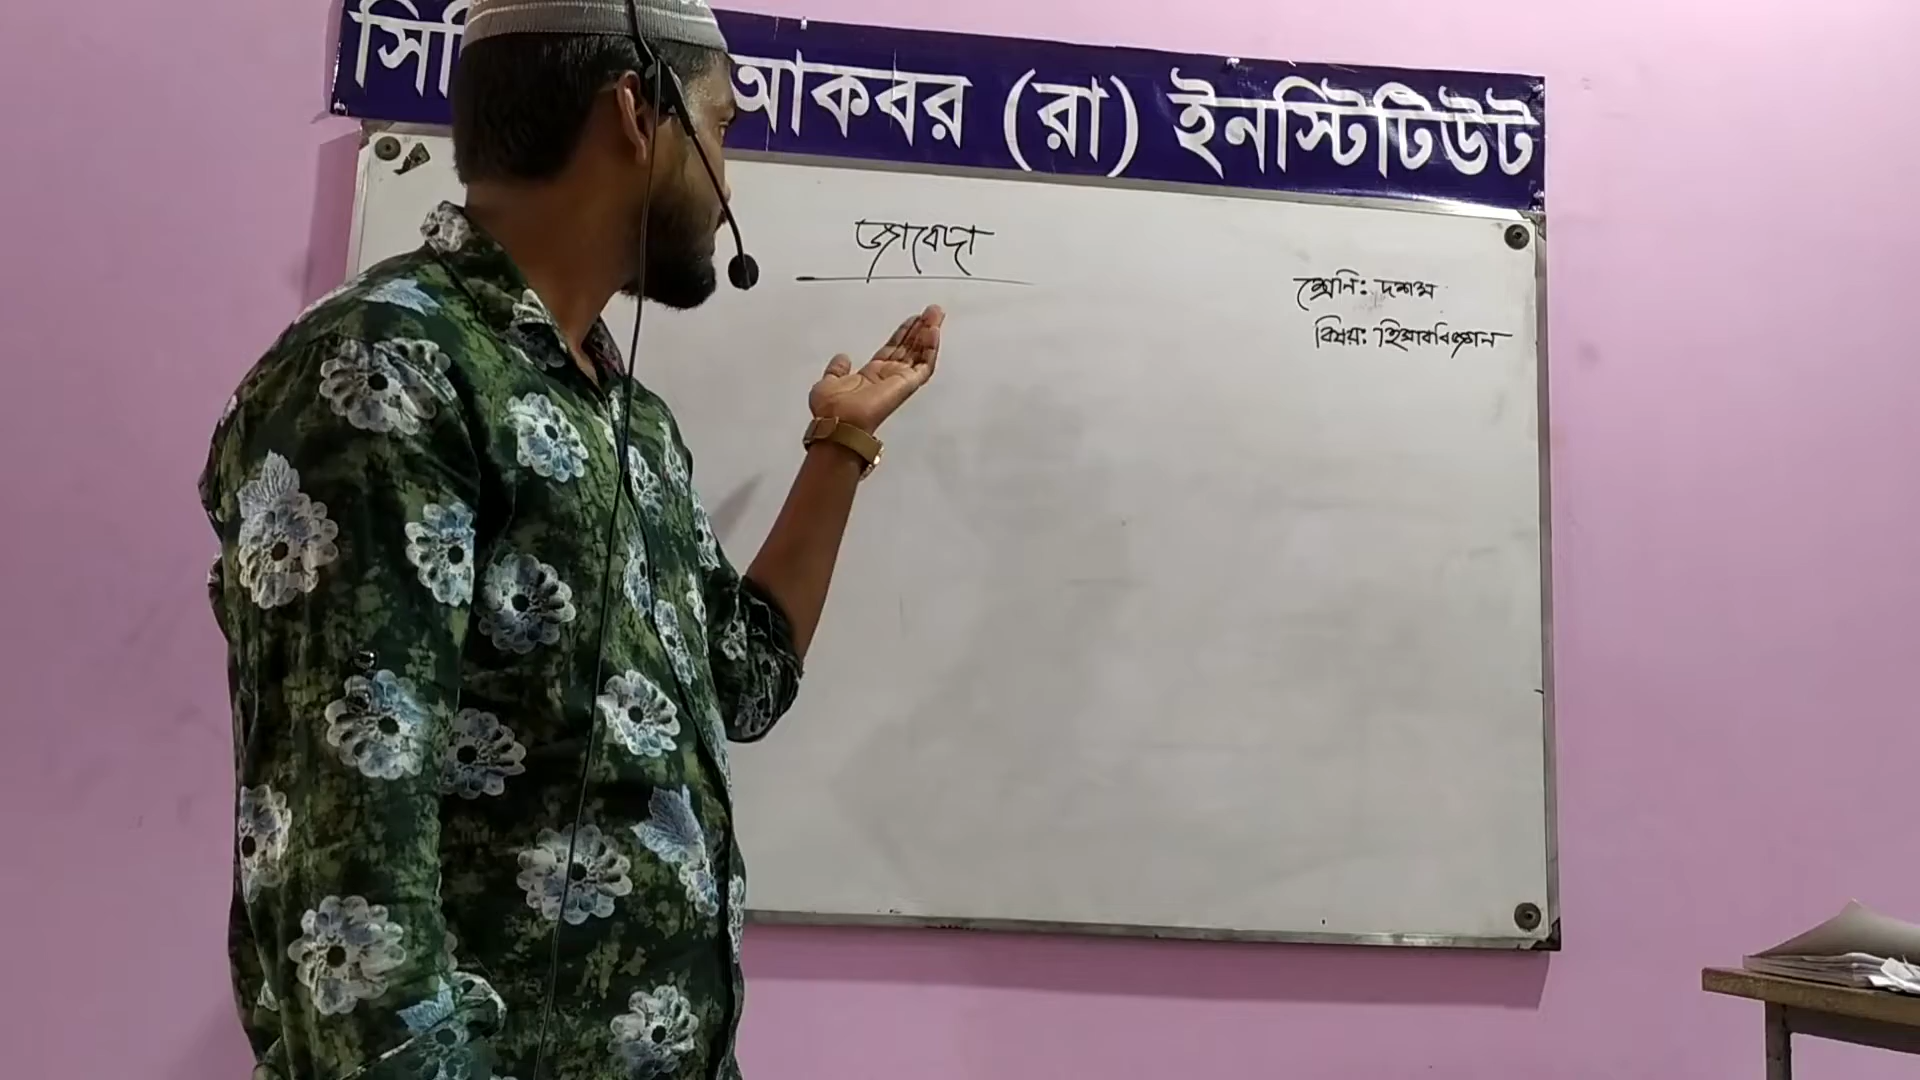 আকবর (রা) ইনস্টিটিউট
জাবেদা
শ্রেনি: দশম
বিষয়: হিসাববিজ্ঞান